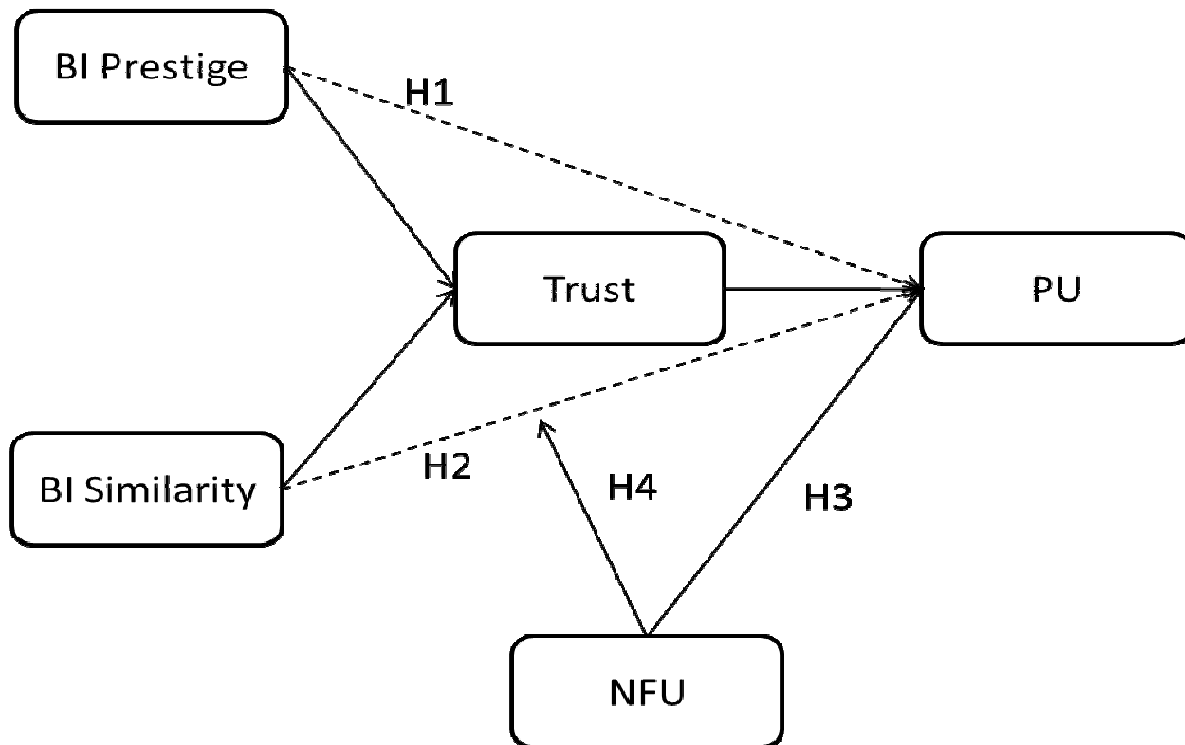 BI Prestige
H1
Trust
PU
BI Similarity
H2
H4
H3
NFU